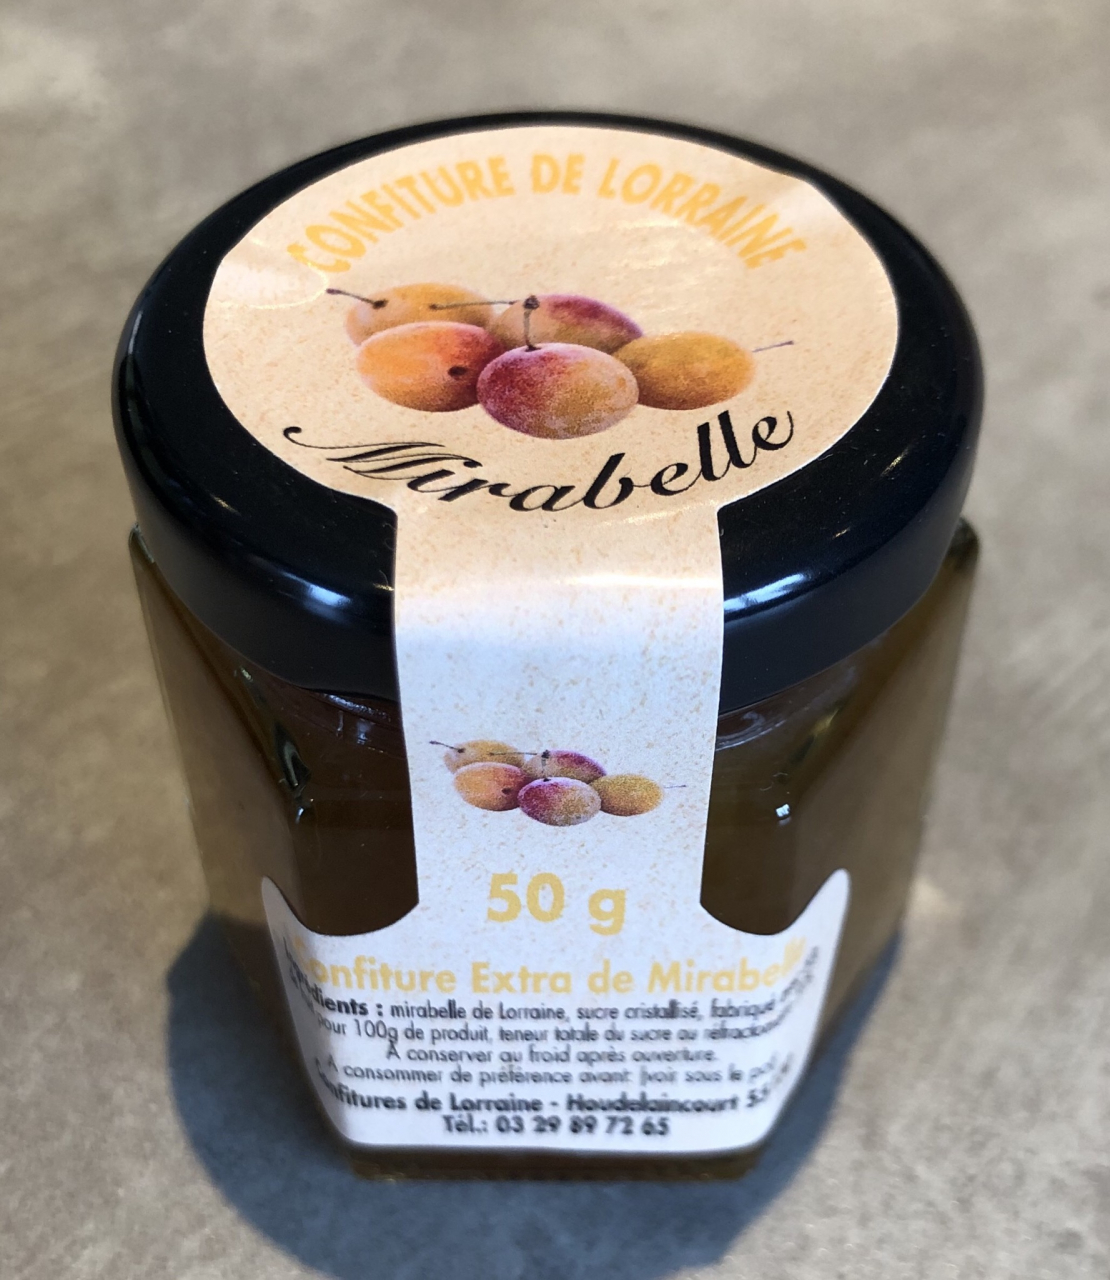 CONFITURE DE LORRAINE
Mirabelle
50 g
Confiture Extra de Mirabelle
Ingrédients : mirabelle de Lorraine, sucre cristallisé, fabriqué
pour 100g de produit, teneur totale du sucre au
À conserver au froid après ouverture.
À consommer de préférence avant: (voir sous le pot
Confitures de Lorraine - Houdelaincourt 55
Tél.: 03 29 89 72 65